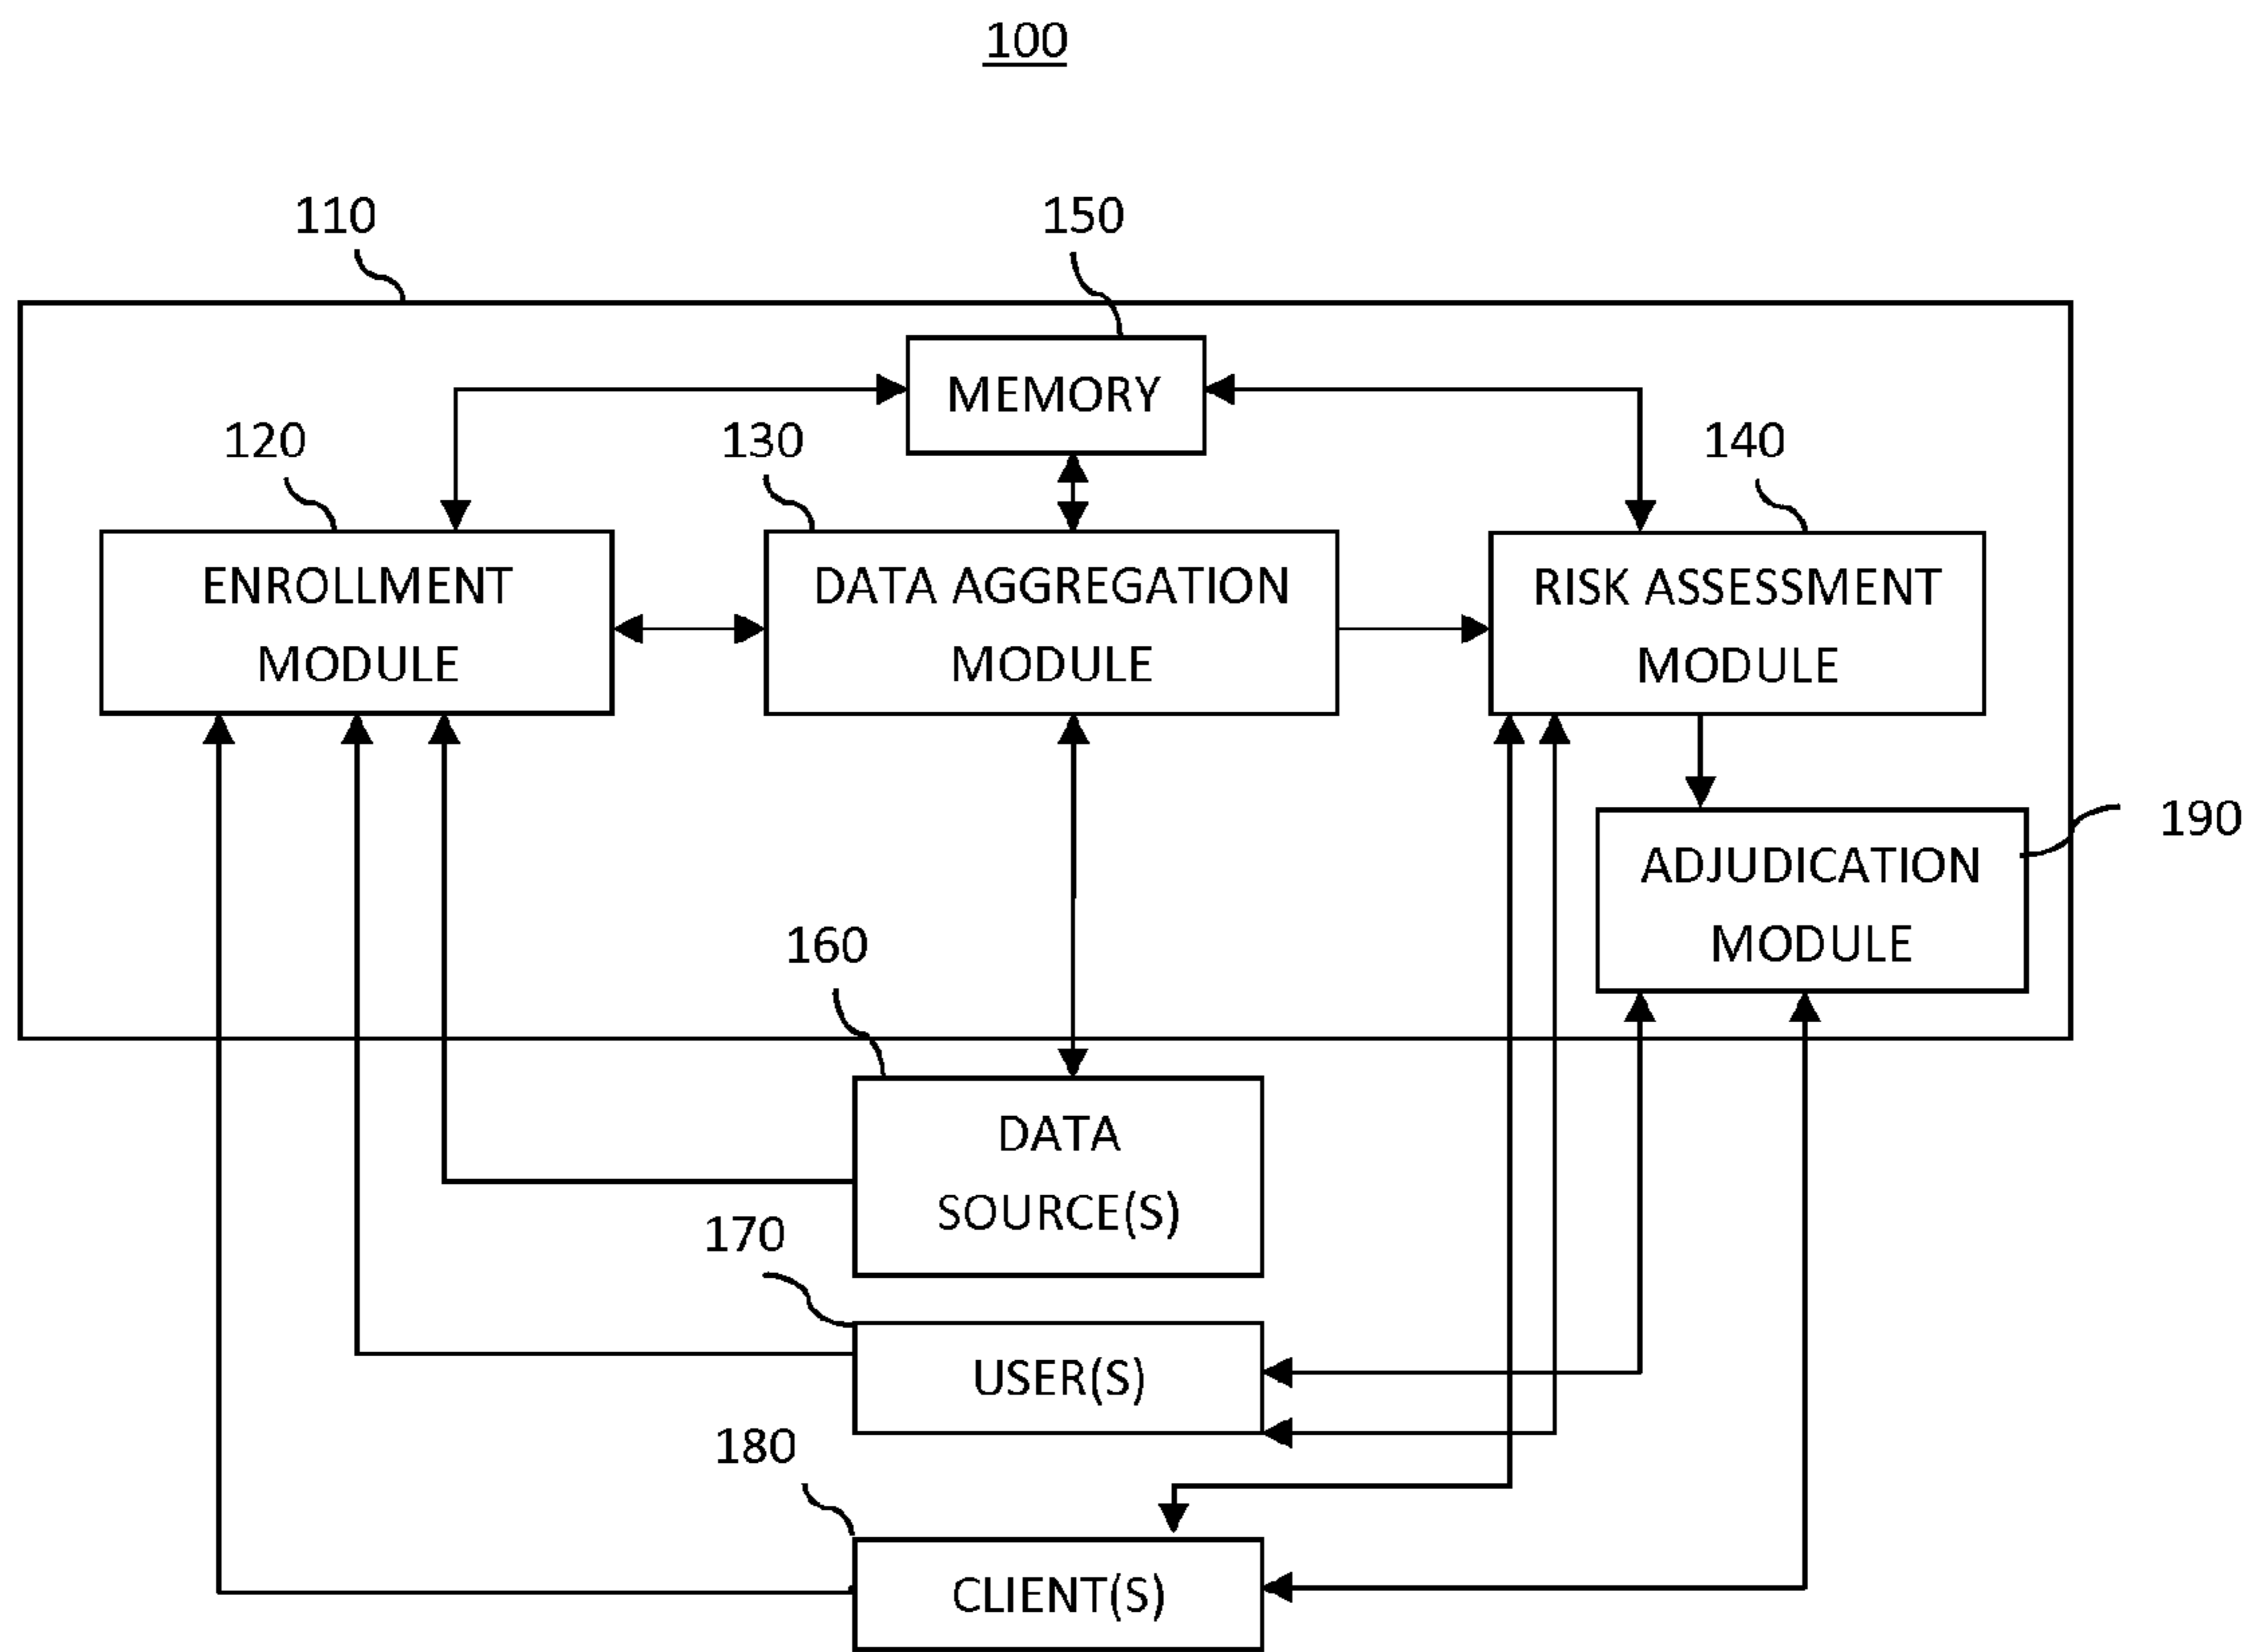 100
110
150
MEMORY
120
130
140
ENROLLMENT
MODULE
DATA AGGREGATION
MODULE
RISK ASSESSMENT
MODULE
190
ADJUDICATION
MODULE
160
DATA
SOURCE(S)
170
USER(S)
180
CLIENT(S)